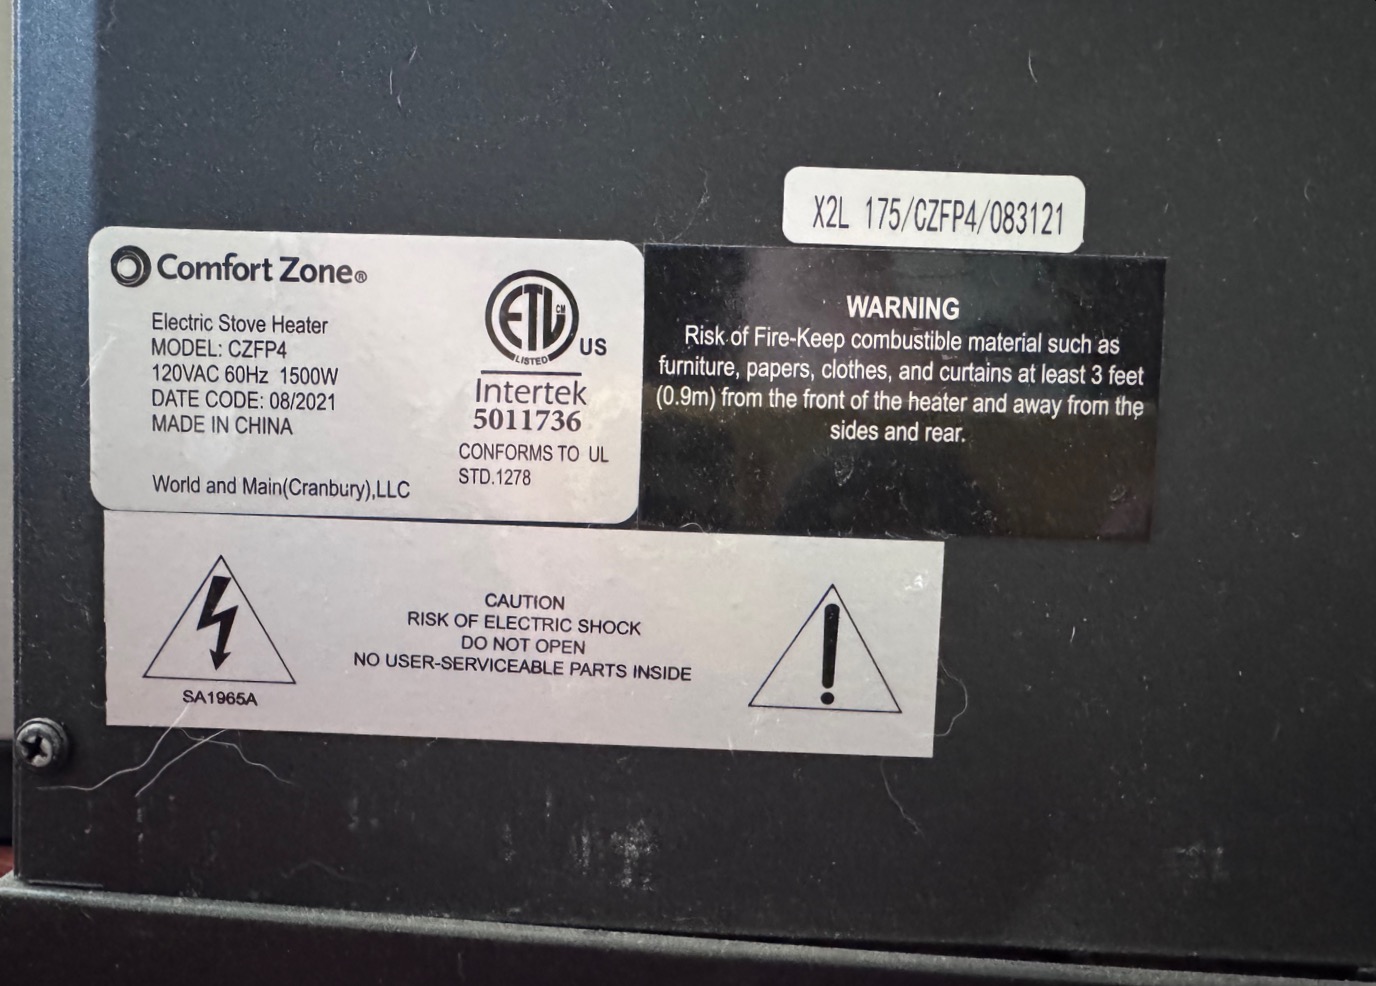 X2L 175/CZFP4/083121
Comfort Zone®
Electric Stove Heater
MODEL: CZFP4
120VAC 60Hz 1500W
DATE CODE: 08/2021
MADE IN CHINA
World and Main(Cranbury),LLC
ETL CM
LISTED
US
Intertek
5011736
CONFORMS TO UL
STD.1278
WARNING
Risk of Fire-Keep combustible material such as
furniture, papers, clothes, and curtains at least 3 feet
(0.9m) from the front of the heater and away from the
sides and rear.
SA1965A
CAUTION
RISK OF ELECTRIC SHOCK
DO NOT OPEN
NO USER-SERVICEABLE PARTS INSIDE